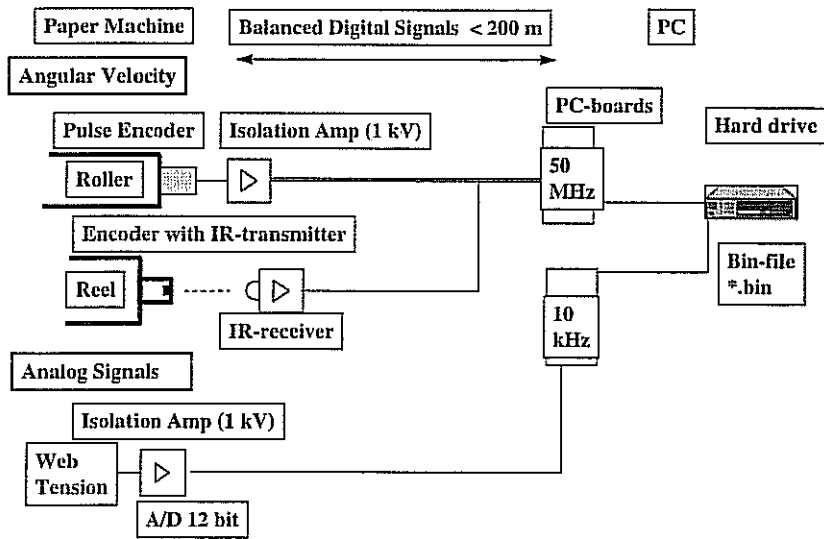 Paper Machine
Balanced Digital Signals < 200 m
PC
Angular Velocity
PC-boards
Pulse Encoder
Isolation Amp (1 kV)
Hard drive
Roller
50
MHz
Encoder with IR-transmitter
Reel
Bin-file
*.bin
IR-receiver
10
kHz
Analog Signals
Isolation Amp (1 kV)
Web
Tension
A/D 12 bit